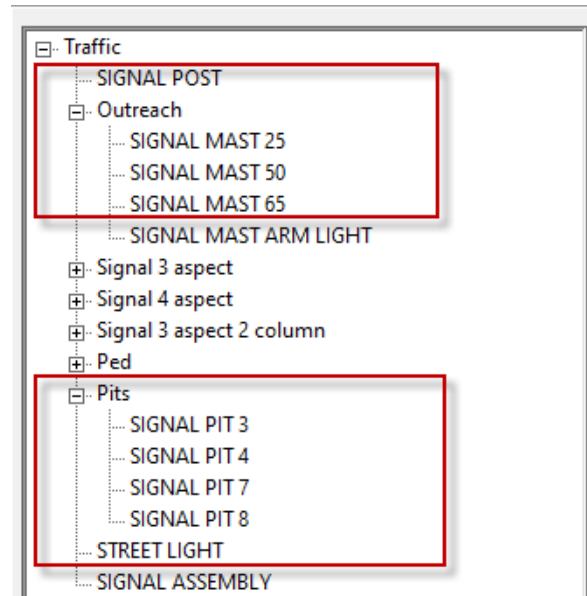 Traffic
SIGNAL POST
Outreach
SIGNAL MAST 25
SIGNAL MAST 50
SIGNAL MAST 65
SIGNAL MAST ARM LIGHT
Signal 3 aspect
Signal 4 aspect
Signal 3 aspect 2 column
Ped
Pits
SIGNAL PIT 3
SIGNAL PIT 4
SIGNAL PIT 7
SIGNAL PIT 8
STREET LIGHT
SIGNAL ASSEMBLY